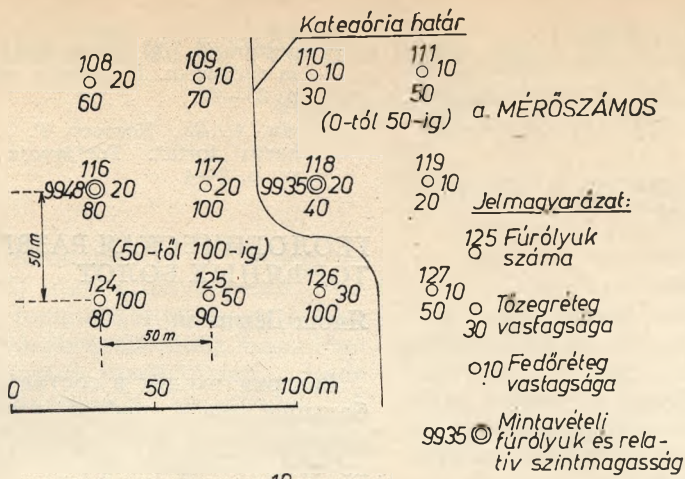 Kategória határ
108 109 110 111
20 10 10 10
60 70 30 50
(0-tól 50-ig)
a. MÉRŐSZÁMOS
116 117 118 119
9948 20 20 9935 20 10
80 100 40 20
Jelmagyarázat:
50 m
(50-től 100-ig)
125 Fúrólyuk
száma
124 125 126 127
100 50 30 10
80 90 100 50
50 m
Tőzegréteg
30 vastagsága
10 Fedőréteg
vastagsága
0 50 100 m
9935 Mintavételi
fúrólyuk és rela-
tív szintmagasság